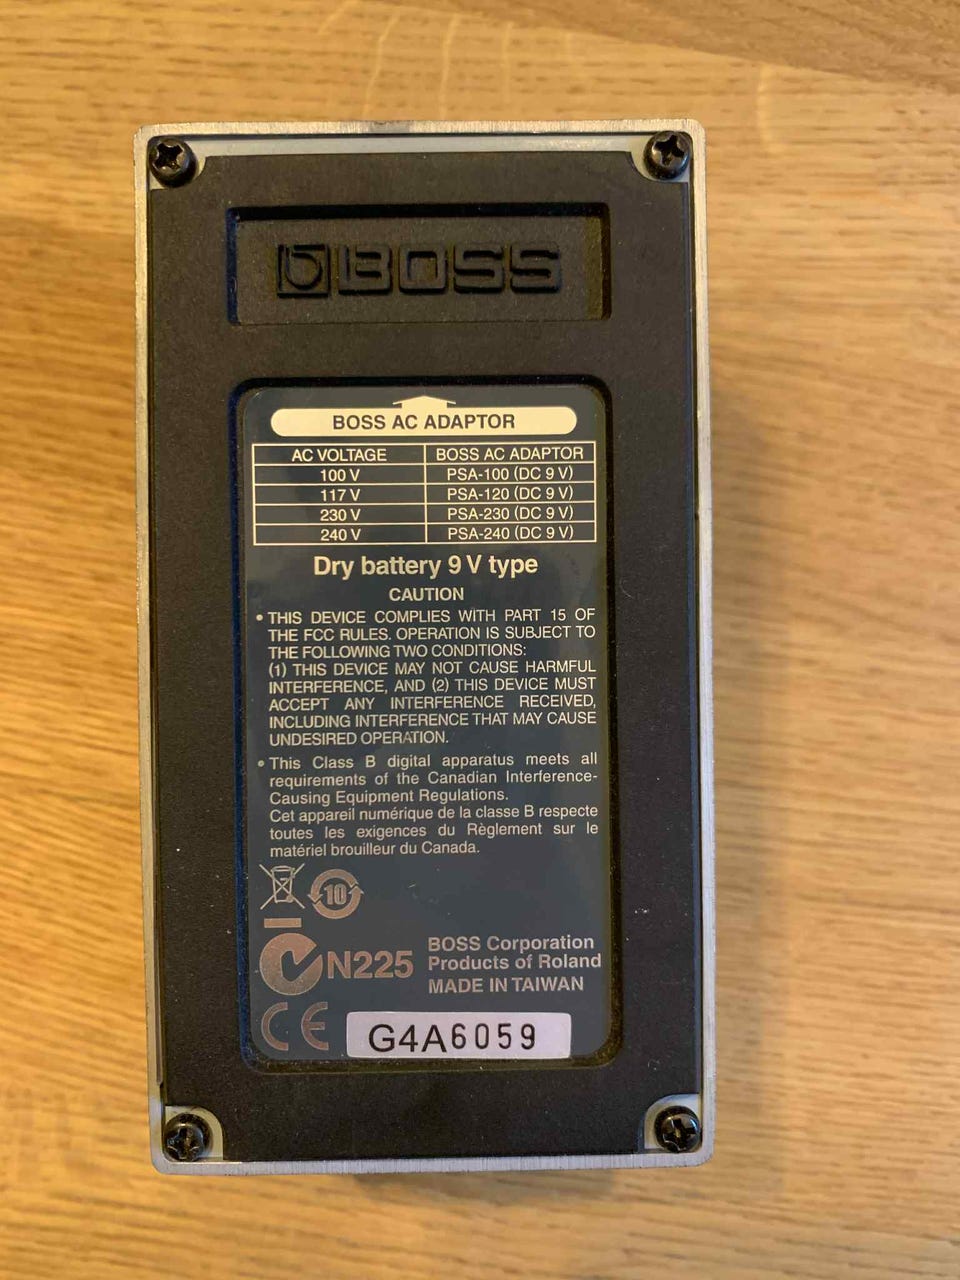 BOSS
BOSS AC ADAPTOR
AC VOLTAGE BOSS AC ADAPTOR
100 V PSA-100 (DC 9 V)
117 V PSA-120 (DC 9 V)
230 V PSA-230 (DC 9 V)
240 V PSA-240 (DC 9 V)
Dry battery 9 V type
CAUTION
• THIS DEVICE COMPLIES WITH PART 15 OF
THE FCC RULES. OPERATION IS SUBJECT TO
THE FOLLOWING TWO CONDITIONS:
(1) THIS DEVICE MAY NOT CAUSE HARMFUL
INTERFERENCE, AND (2) THIS DEVICE MUST
ACCEPT ANY INTERFERENCE RECEIVED,
INCLUDING INTERFERENCE THAT MAY CAUSE
UNDESIRED OPERATION.
• This Class B digital apparatus meets all
requirements of the Canadian Interference-
Causing Equipment Regulations.
Cet appareil numérique de la classe B respecte
toutes les exigences du Règlement sur le
matériel brouilleur du Canada.
10
N225
BOSS Corporation
Products of Roland
MADE IN TAIWAN
CE
G4A6059